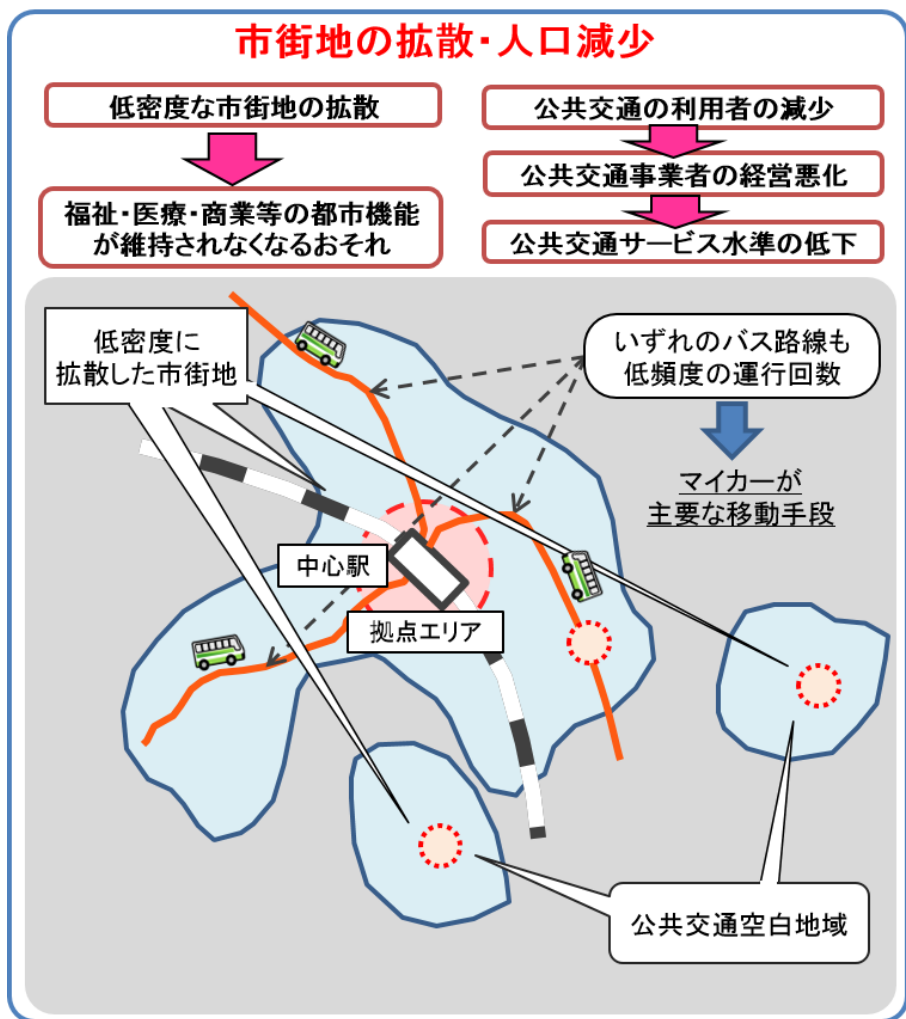 市街地の拡散・人口減少
低密度な市街地の拡散
福祉・医療・商業等の都市機能
が維持されなくなるおそれ
公共交通の利用者の減少
公共交通事業者の経営悪化
公共交通サービス水準の低下
低密度に
拡散した市街地
いずれのバス路線も
低頻度の運行回数
マイカーが
主要な移動手段
中心駅
拠点エリア
公共交通空白地域